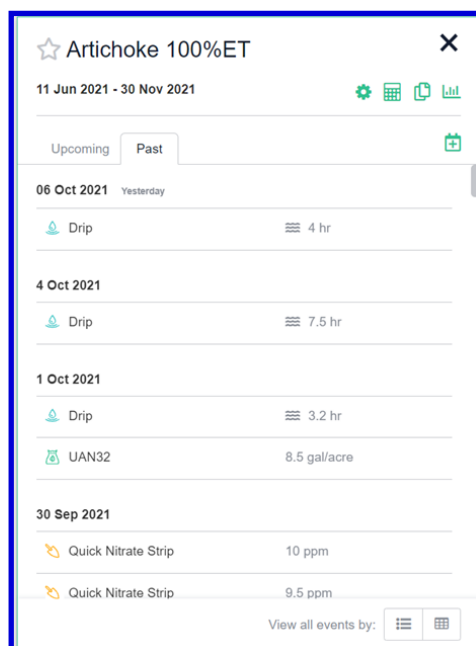 Artichoke 100%ET
11 Jun 2021 - 30 Nov 2021
Upcoming Past
06 Oct 2021 Yesterday
Drip 4 hr
4 Oct 2021
Drip 7.5 hr
1 Oct 2021
Drip 3.2 hr
UAN32 8.5 gal/acre
30 Sep 2021
Quick Nitrate Strip 10 ppm
Quick Nitrate Strip 9.5 ppm
View all events by: